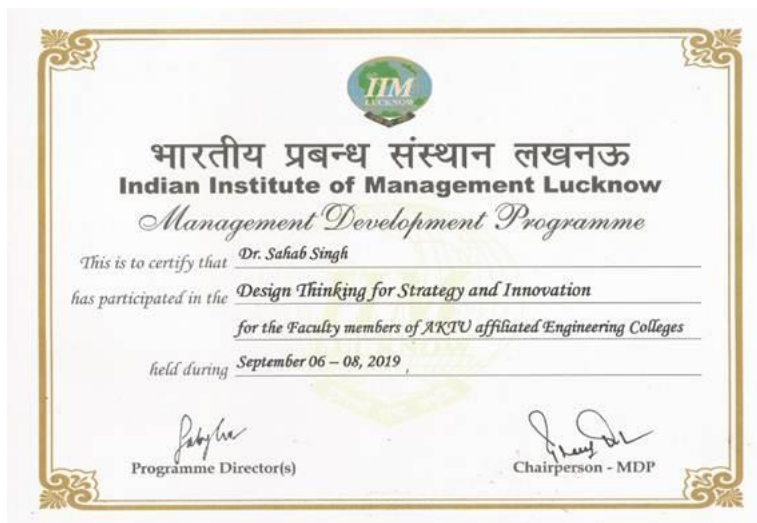 IIM
LUCKNOW
भारतीय प्रबन्ध संस्थान लखनऊ
Indian Institute of Management Lucknow
Management Development Programme
This is to certify that Dr. Sahab Singh
has participated in the Design Thinking for Strategy and Innovation
for the Faculty members of AKTU affiliated Engineering Colleges
held during September 06 – 08, 2019
Programme Director(s)
Chairperson - MDP